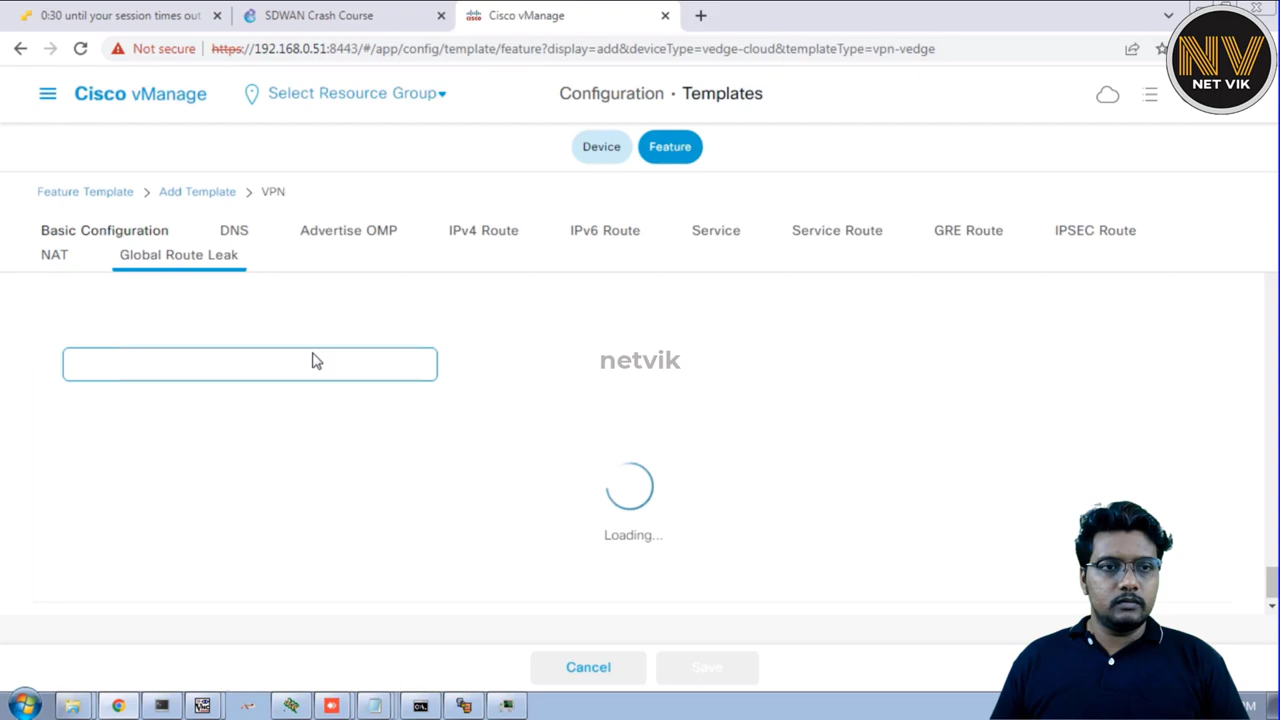 0:30 until your session times out
SDWAN Crash Course
Cisco vManage
Not secure
https://192.168.0.51:8443/#/app/config/template/feature?display=add&deviceType=vedge-cloud&templateType=vpn-vedge
NV
NET VIK
Cisco vManage
Select Resource Group
Configuration · Templates
Device
Feature
Feature Template > Add Template > VPN
Basic Configuration
DNS
Advertise OMP
IPv4 Route
IPv6 Route
Service
Service Route
GRE Route
IPSEC Route
NAT
Global Route Leak
netvik
Loading...
Cancel
Save